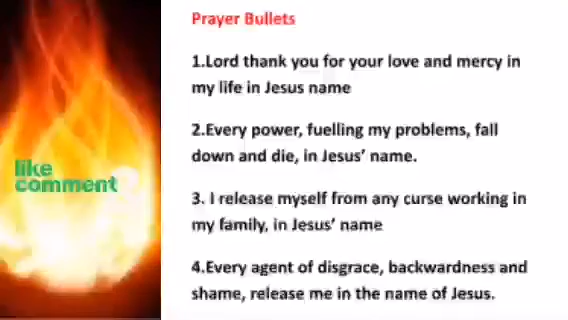 Prayer Bullets
1.Lord thank you for your love and mercy in
my life in Jesus name
2.Every power, fuelling my problems, fall
down and die, in Jesus’ name.
3. I release myself from any curse working in
my family, in Jesus’ name
4.Every agent of disgrace, backwardness and
shame, release me in the name of Jesus.
like
comment